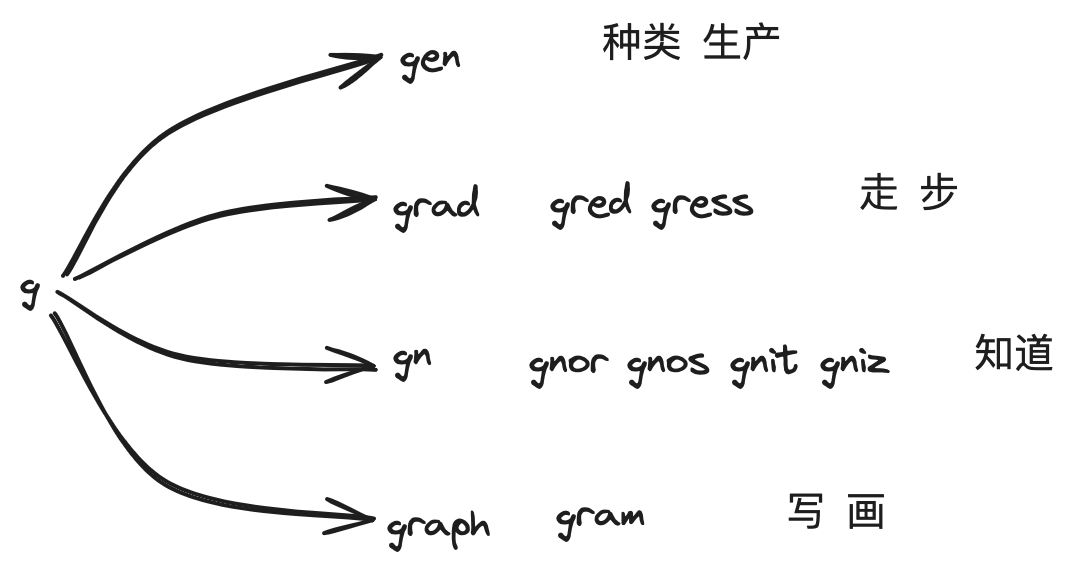 gen 种类 生产
grad gred gress 走 步
g
gn gnor gnos gnit gniz 知道
graph gram 写 画